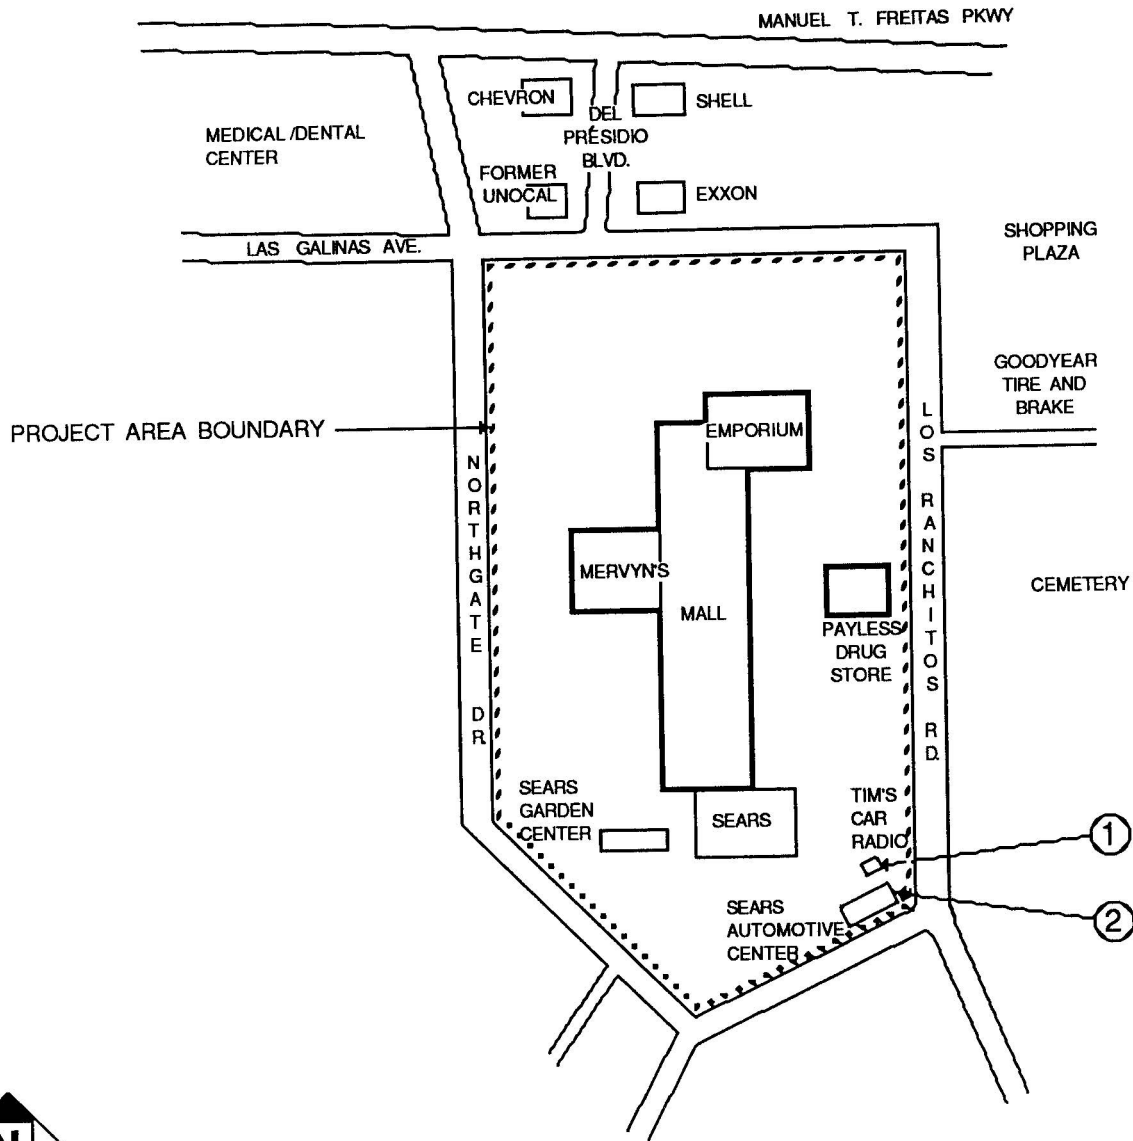 MANUEL T. FREITAS PKWY
CHEVRON
SHELL
DEL
PRESIDIO
BLVD.
MEDICAL /DENTAL
CENTER
FORMER
UNOCAL
EXXON
LAS GALINAS AVE.
SHOPPING
PLAZA
GOODYEAR
TIRE AND
BRAKE
PROJECT AREA BOUNDARY
EMPORIUM
LOS RANCHITOS RD.
NORTHGATE DR
MERVYN'S
MALL
CEMETERY
PAYLESS
DRUG
STORE
SEARS
GARDEN
CENTER
SEARS
TIM'S
CAR
RADIO
1
SEARS
AUTOMOTIVE
CENTER
2